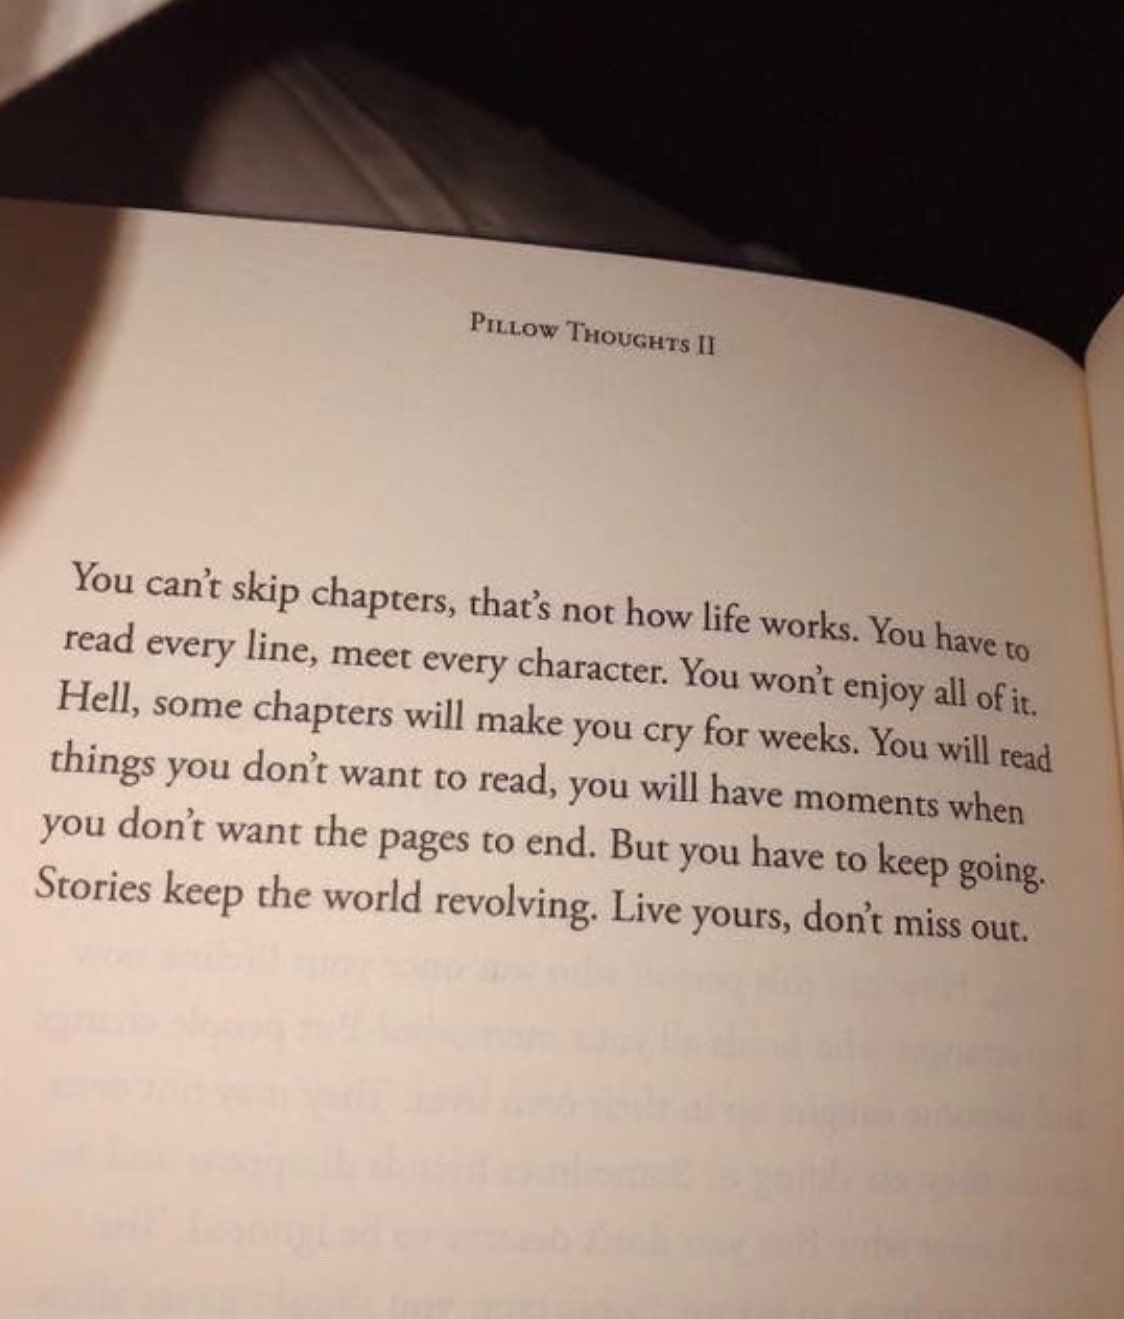 Pillow Thoughts II
You can't skip chapters, that's not how life works. You have to
read every line, meet every character. You won't enjoy all of it.
Hell, some chapters will make you cry for weeks. You will read
things you don't want to read, you will have moments when
you don't want the pages to end. But you have to keep going.
Stories keep the world revolving. Live yours, don't miss out.